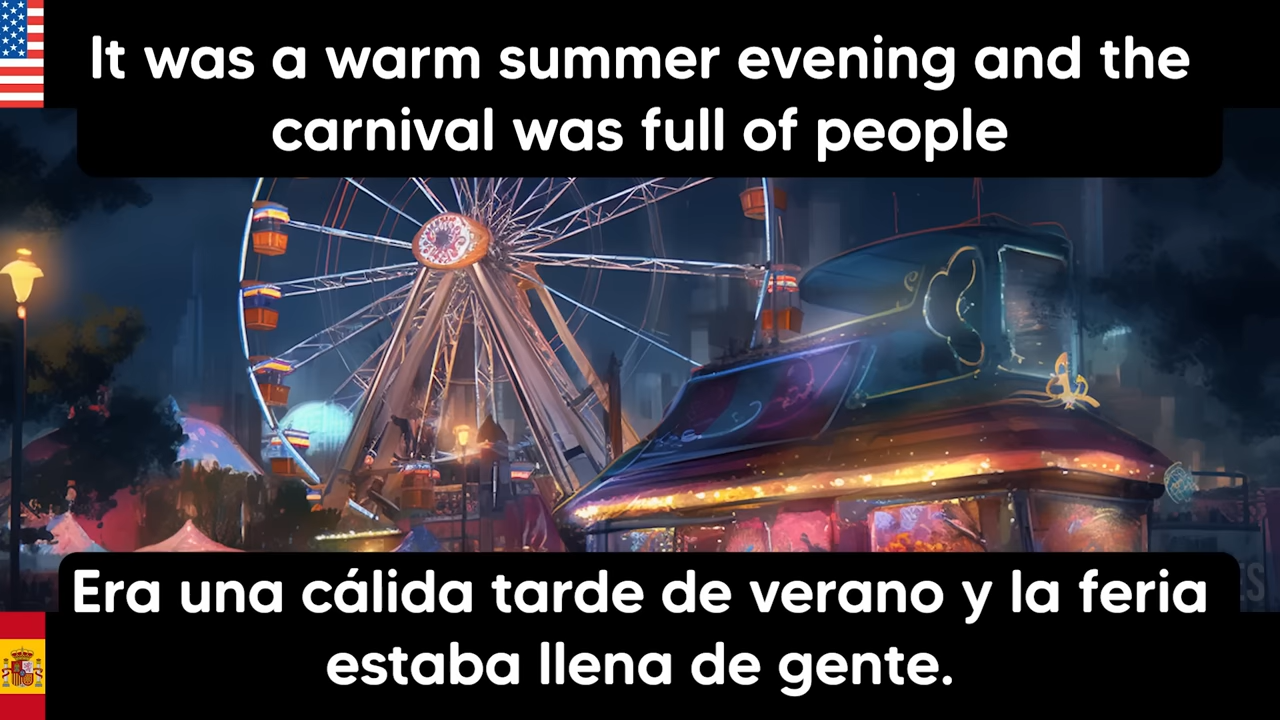 It was a warm summer evening and the
carnival was full of people
Era una cálida tarde de verano y la feria
estaba llena de gente.